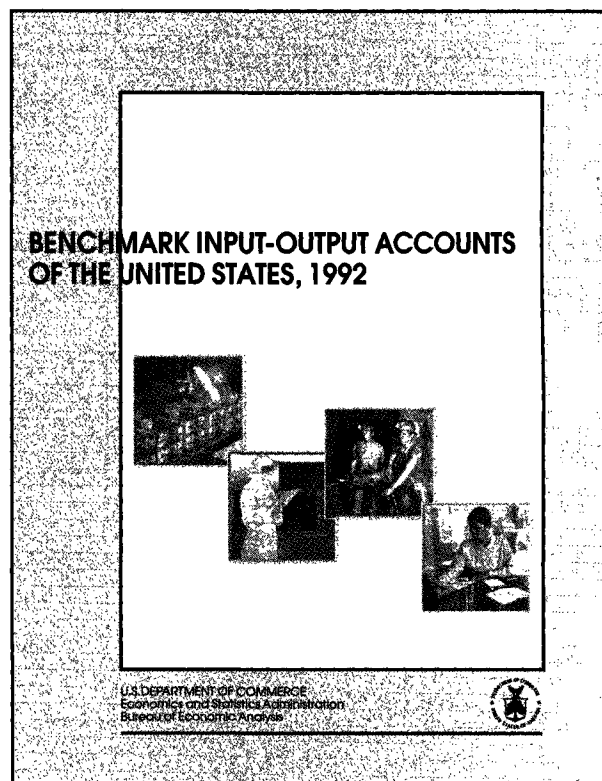 BENCHMARK INPUT-OUTPUT ACCOUNTS
OF THE UNITED STATES, 1992
U.S. DEPARTMENT OF COMMERCE
Economics and Statistics Administration
Bureau of Economic Analysis